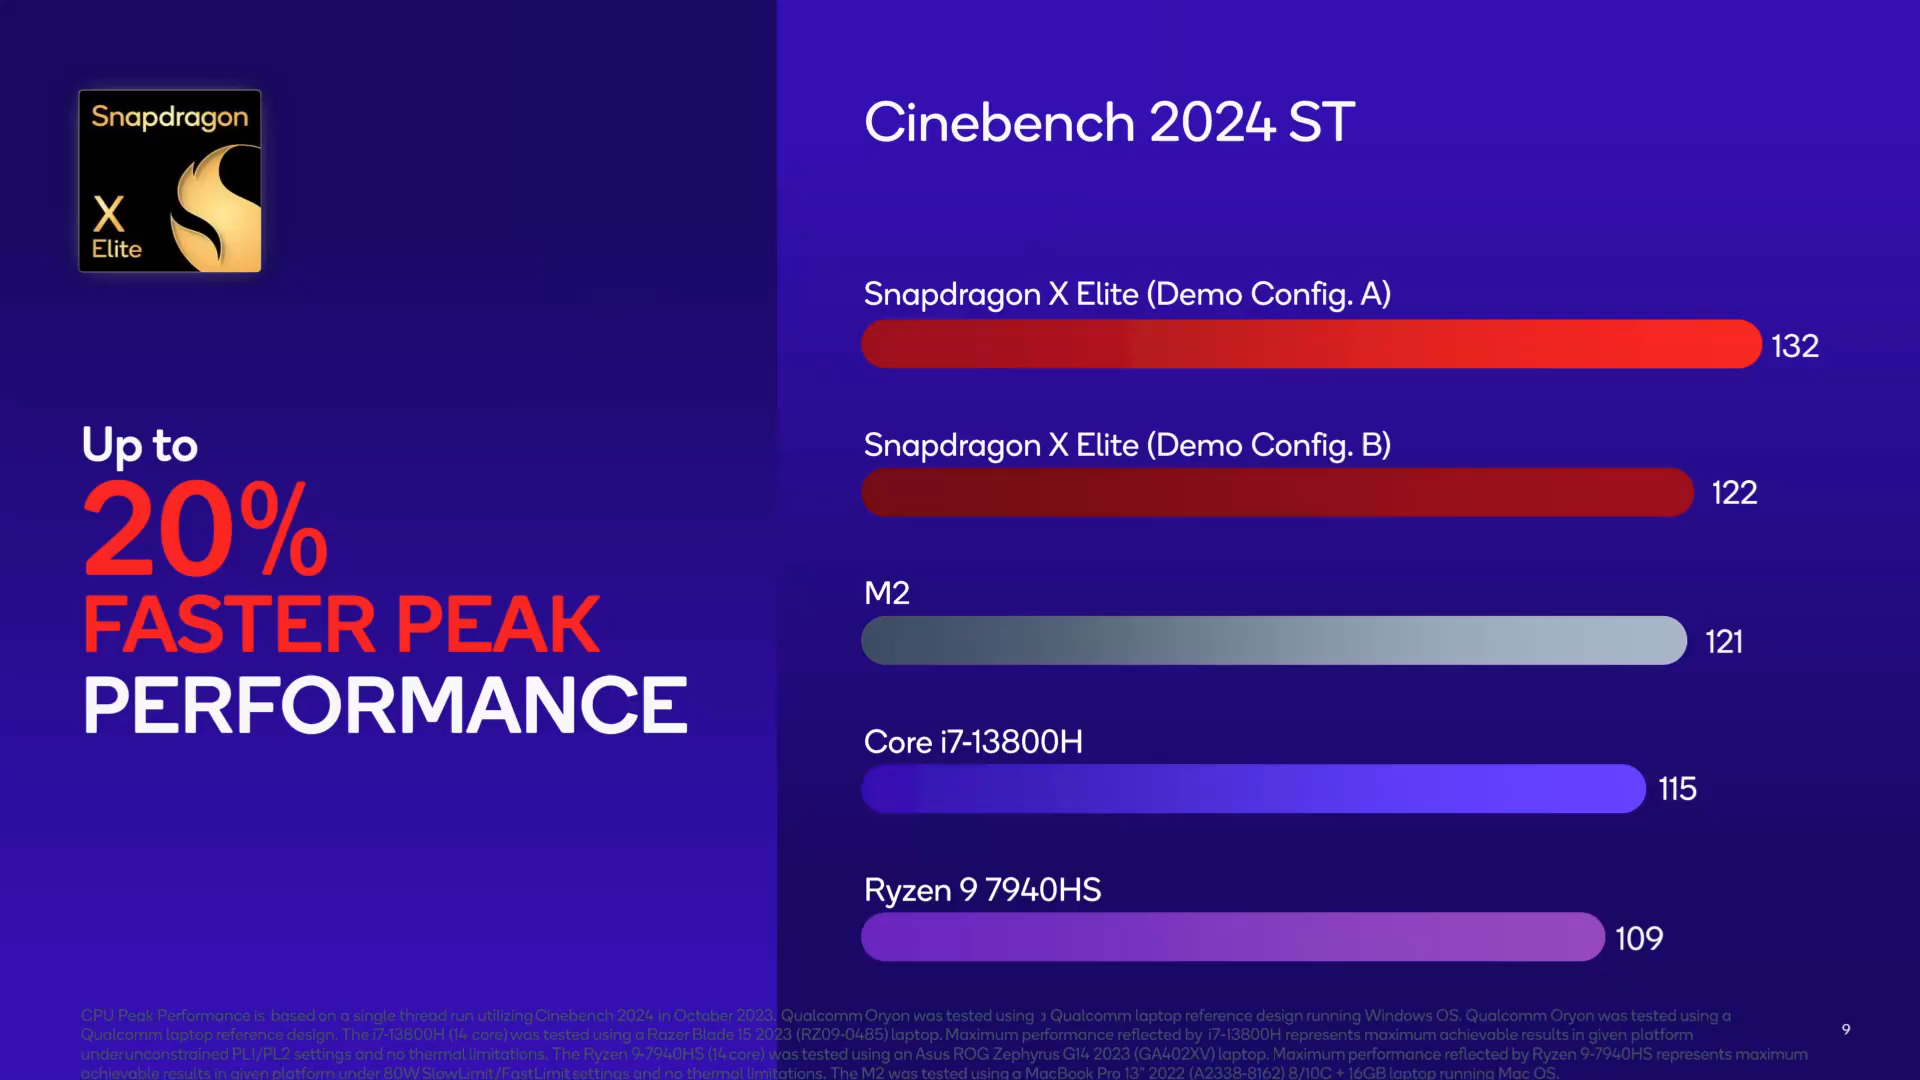 Snapdragon
X
Elite
Up to
20%
FASTER PEAK
PERFORMANCE
Cinebench 2024 ST
Snapdragon X Elite (Demo Config. A)
132
Snapdragon X Elite (Demo Config. B)
122
M2
121
Core i7-13800H
115
Ryzen 9 7940HS
109
CPU Peak Performance is based on a single thread run utilizing Cinebench 2024 in October 2023. Qualcomm Oryon was tested using Qualcomm laptop reference design running Windows OS. Qualcomm Oryon was tested using a
Qualcomm laptop reference design. The i7-13800H (14 core) was tested using a Razer Blade 15 2023 (RZ09-0485) laptop. Maximum performance reflected by i7-13800H represents maximum achievable results in given platform
under unconstrained PL1/PL2 settings and no thermal limitations. The Ryzen 9-7940HS (14 core) was tested using an Asus ROG Zephyrus G14 2023 (GA402XV) laptop. Maximum performance reflected by Ryzen 9-7940HS represents maximum
achievable results in given platform under 80W SlowLimit/FastLimit settings and no thermal limitations. The M2 was tested using a MacBook Pro 13" 2022 (A2338-8162) 8/10C + 16GB laptop running Mac OS.
9